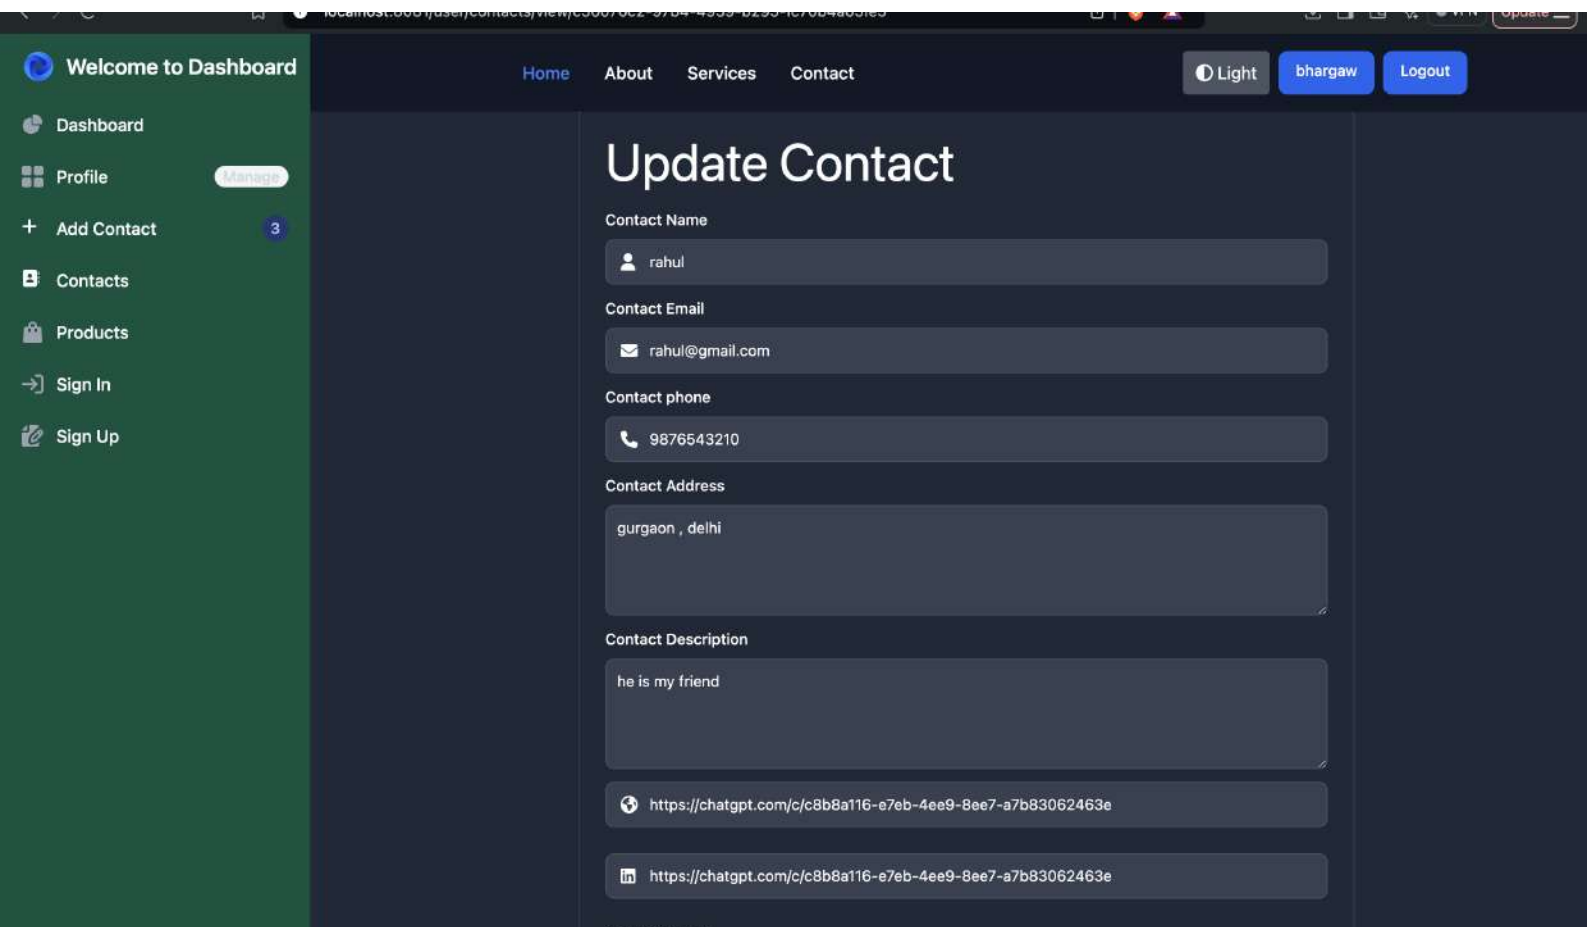 Update
Welcome to Dashboard
Home About Services Contact
Light bhargaw Logout
Dashboard
Profile Manage
Add Contact 3
Contacts
Products
Sign In
Sign Up
Update Contact
Contact Name
rahul
Contact Email
rahul@gmail.com
Contact phone
9876543210
Contact Address
gurgaon , delhi
Contact Description
he is my friend
https://chatgpt.com/c/c8b8a116-e7eb-4ee9-8ee7-a7b83062463e
in https://chatgpt.com/c/c8b8a116-e7eb-4ee9-8ee7-a7b83062463e